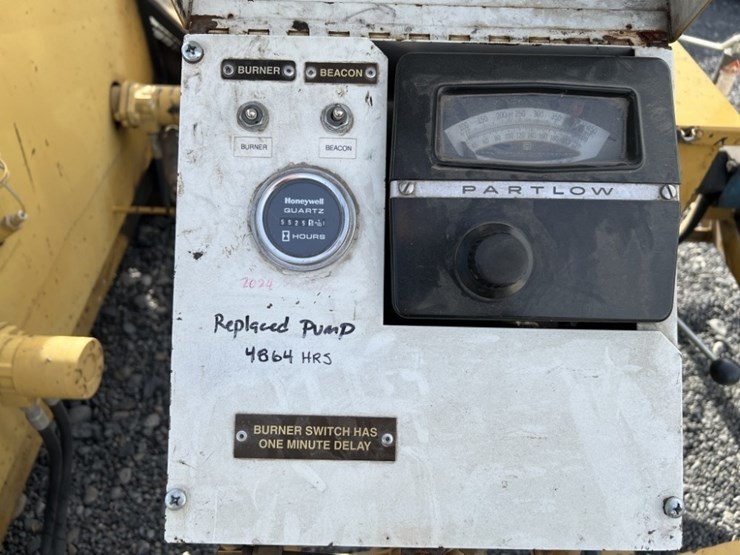 BURNER
BEACON
BURNER
BEACON
Honeywell
QUARTZ
HOURS
PARTLOW
2024
Replaced Pump
4864 HRS
BURNER SWITCH HAS
ONE MINUTE DELAY